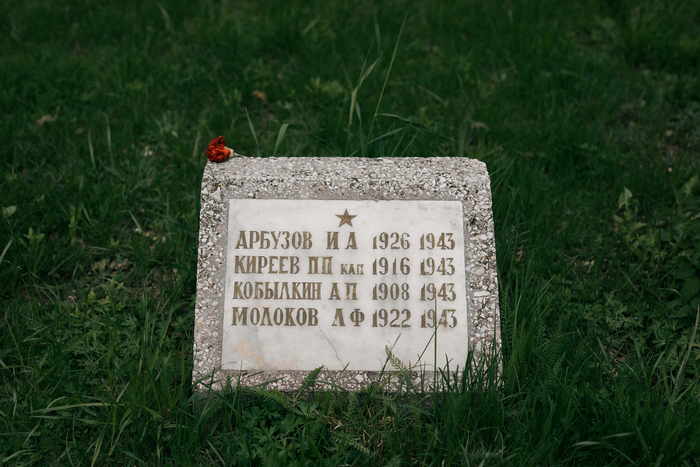 АРБУЗОВ И А 1926 1943
КИРЕЕВ П П КАП 1916 1943
КОБЫЛКИН А П 1908 1943
МОЛОКОВ А Ф 1922 1943